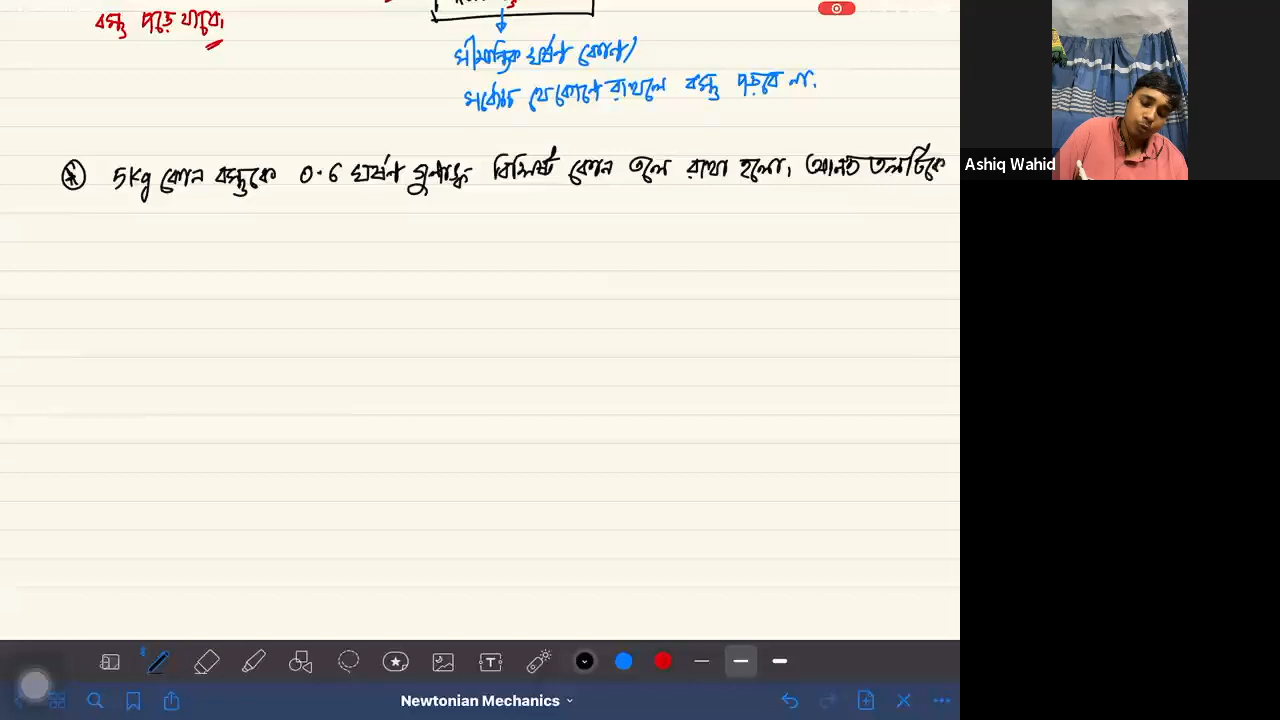 বস্তু পড়ে যাবে।
সীমান্তিক ঘর্ষণ কোণ/
সর্বোচ্চ যে কোণে রাখলে বস্তু পড়বে না।
5kg কোন বস্তুকে 0.6 ঘর্ষণ গুণাঙ্ক বিশিষ্ট কোন তলে রাখা হলো। আনত তলটিকে
Ashiq Wahid
Newtonian Mechanics